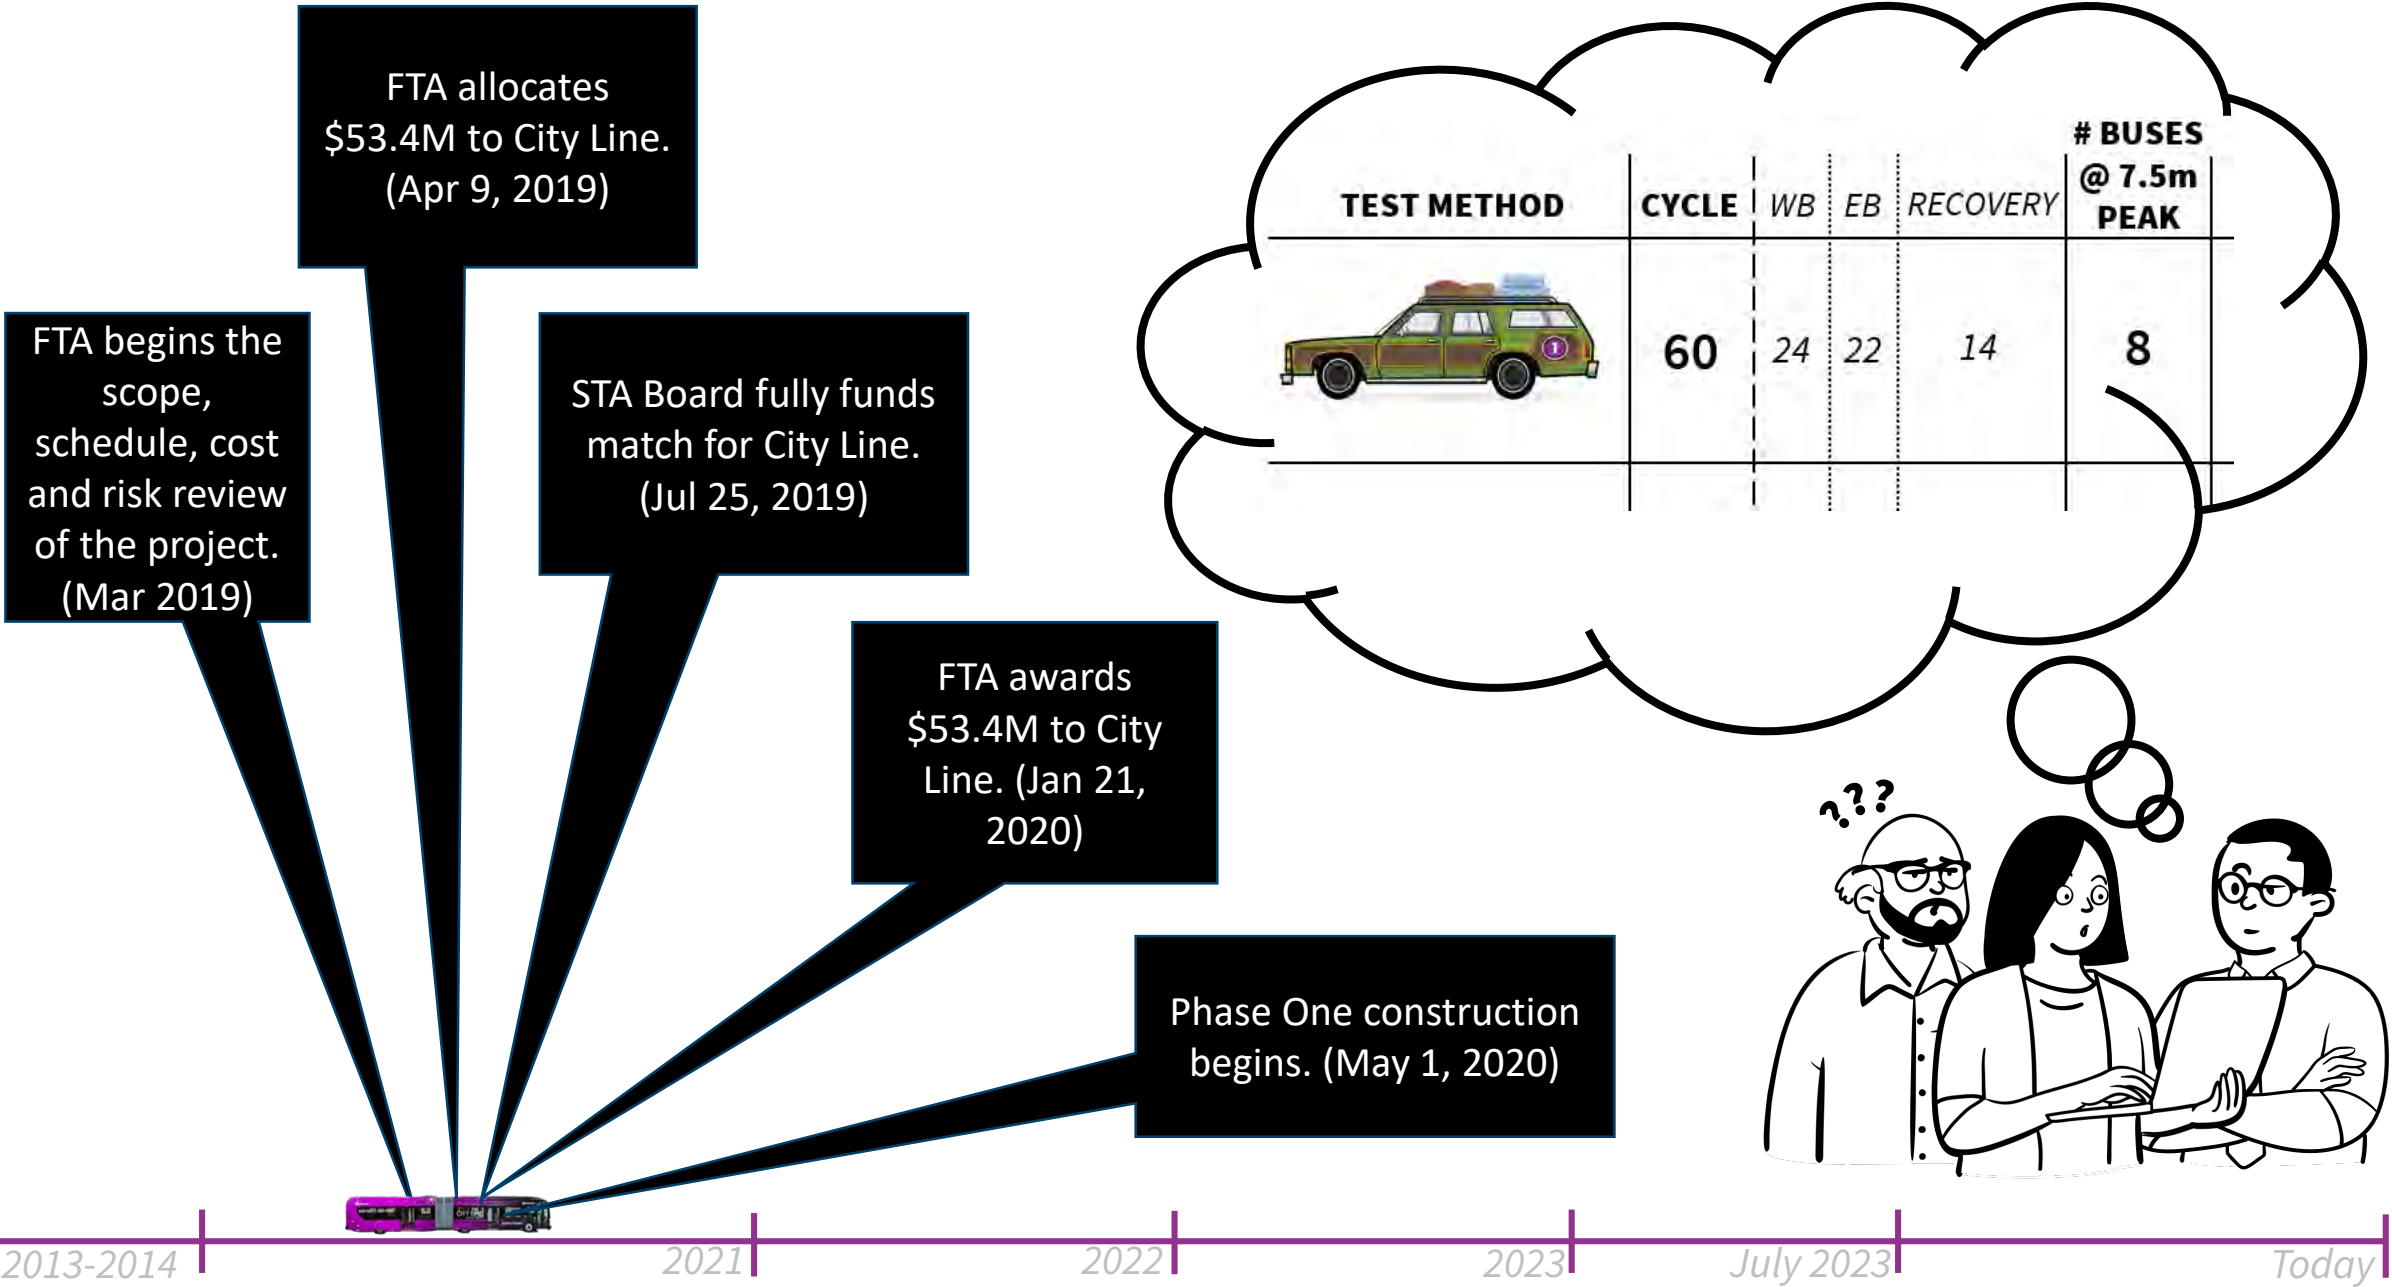 FTA allocates
$53.4M to City Line.
(Apr 9, 2019)
FTA begins the
scope,
schedule, cost
and risk review
of the project.
(Mar 2019)
STA Board fully funds
match for City Line.
(Jul 25, 2019)
FTA awards
$53.4M to City
Line. (Jan 21,
2020)
Phase One construction
begins. (May 1, 2020)
# BUSES
@ 7.5m
PEAK
TEST METHOD CYCLE WB EB RECOVERY
1 60 24 22 14 8
???
CITY LINE
2013-2014 2021 2022 2023 July 2023 Today